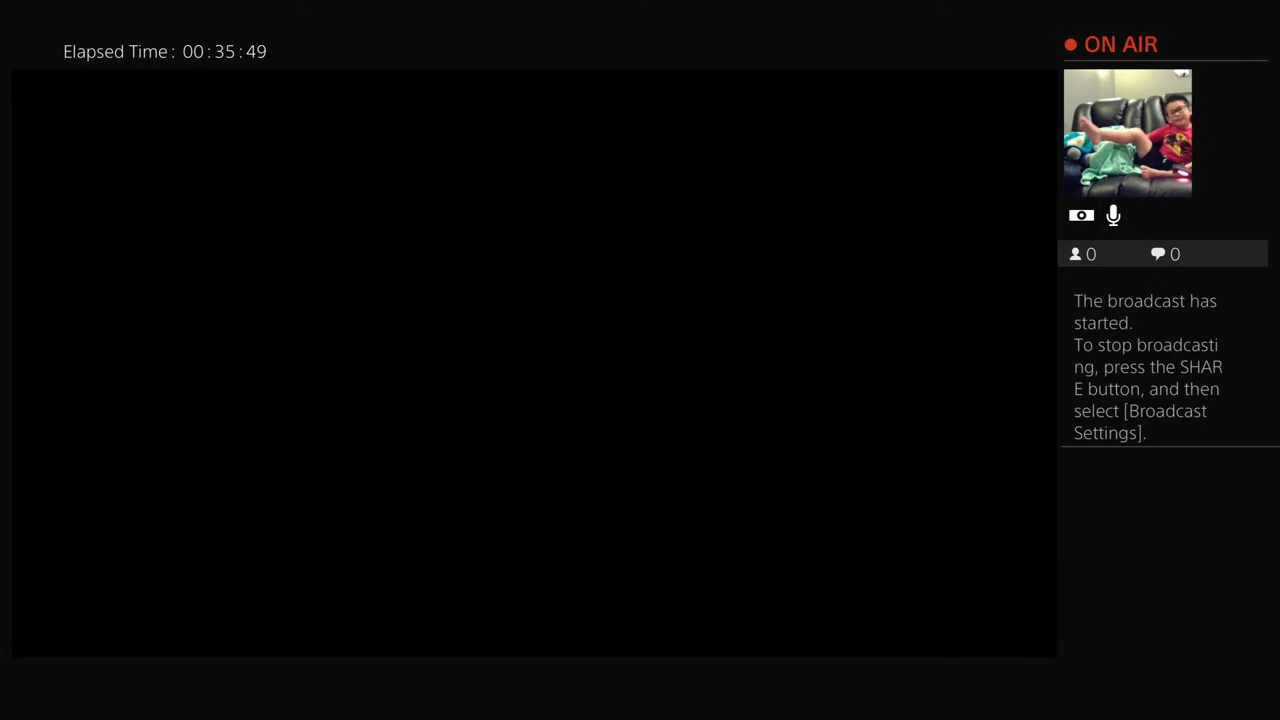 Elapsed Time: 00:35:49
ON AIR
0 0
The broadcast has
started.
To stop broadcasti
ng, press the SHAR
E button, and then
select [Broadcast
Settings].